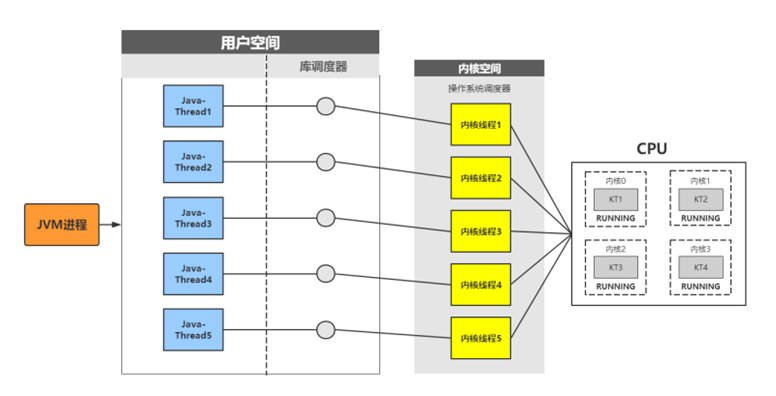 用户空间
库调度器
内核空间
操作系统调度器
Java-
Thread1
Java-
Thread2
Java-
Thread3
Java-
Thread4
Java-
Thread5
JVM进程
内核线程1
内核线程2
内核线程3
内核线程4
内核线程5
CPU
内核0
KT1
RUNNING
内核1
KT2
RUNNING
内核2
KT3
RUNNING
内核3
KT4
RUNNING